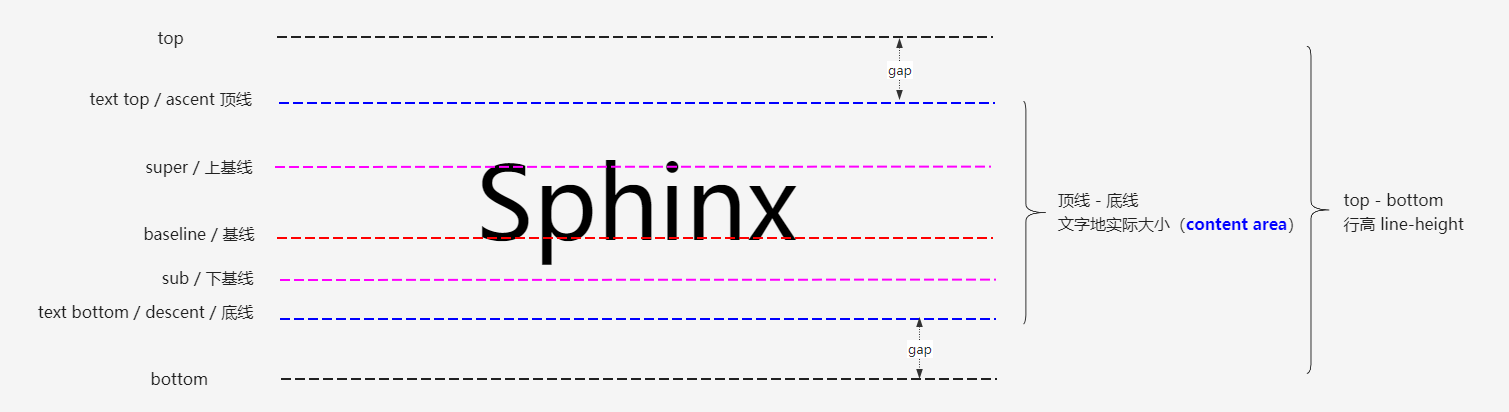 top
gap
text top / ascent 顶线
super / 上基线
Sphinx
顶线 - 底线
文字地实际大小（content area）
top - bottom
行高 line-height
baseline / 基线
sub / 下基线
text bottom / descent / 底线
gap
bottom